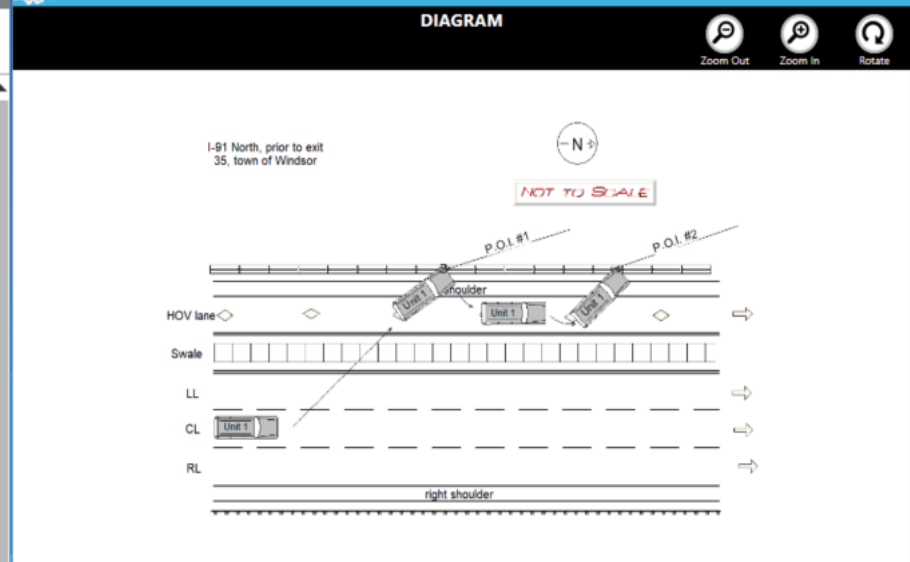 DIAGRAM
Zoom Out
Zoom In
Rotate
I-91 North, prior to exit
35, town of Windsor
N
NOT TO SCALE
P.O.I. #1
P.O.I. #2
shoulder
HOV lane
Unit 1
Unit 1
Unit 1
Swale
LL
CL
Unit 1
RL
right shoulder